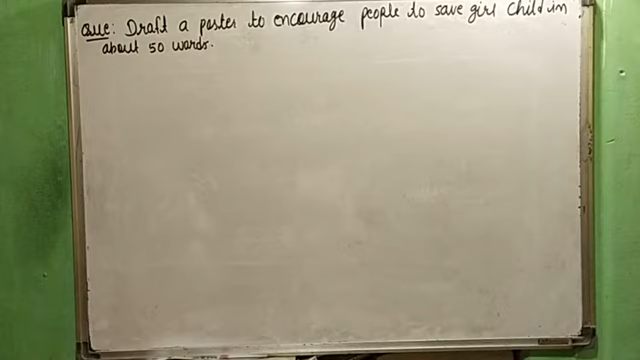 Que: Draft a poster to encourage people to save girl child in
about 50 words.